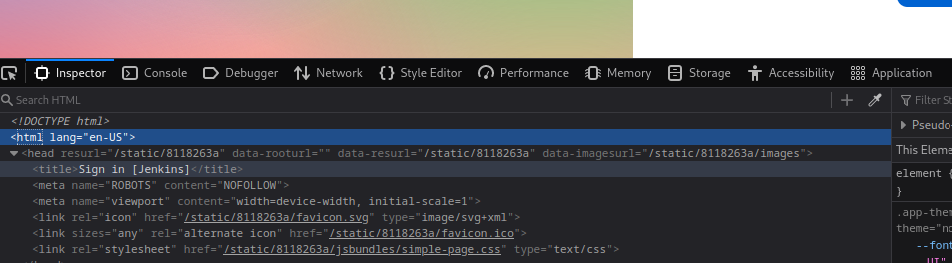 Inspector Console Debugger Network Style Editor Performance Memory Storage Accessibility Application
Search HTML
Filter St
<!DOCTYPE html>
<html lang="en-US">
Pseudo
<head resurl="/static/8118263a" data-rooturl="" data-resurl="/static/8118263a" data-imagesurl="/static/8118263a/images">
This Elem
<title>Sign in [Jenkins]</title>
element {
<meta name="ROBOTS" content="NOFOLLOW">
}
<meta name="viewport" content="width=device-width, initial-scale=1">
<link rel="icon" href="/static/8118263a/favicon.svg" type="image/svg+xml">
.app-the
theme="no
<link sizes="any" rel="alternate icon" href="/static/8118263a/favicon.ico">
<link rel="stylesheet" href="/static/8118263a/jsbundles/simple-page.css" type="text/css">
--font
UI"